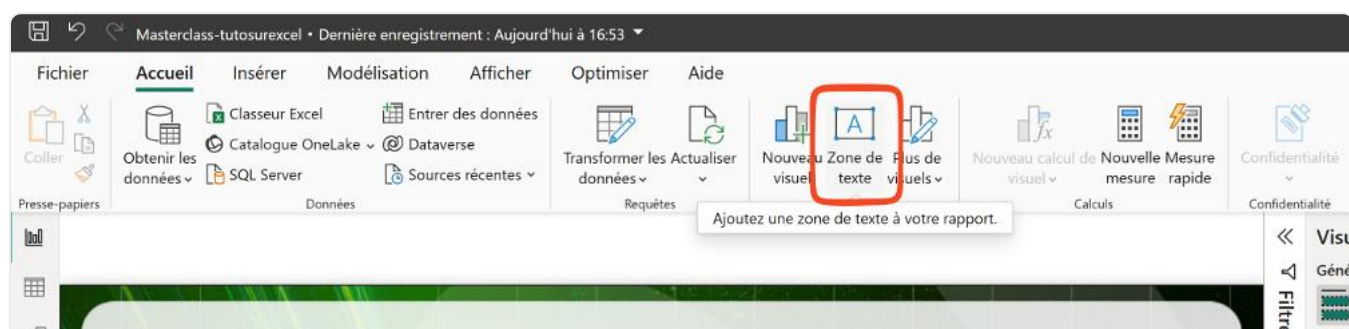 Masterclass-tutosurexcel • Dernière enregistrement : Aujourd'hui à 16:53
Fichier Accueil Insérer Modélisation Afficher Optimiser Aide
Coller
Obtenir les données
Classeur Excel
Catalogue OneLake
SQL Server
Entrer des données
Dataverse
Sources récentes
Transformer les données
Actualiser
Nouveau visuel
Zone de texte
Plus de visuels
Nouveau calcul de visuel
Nouvelle mesure
Mesure rapide
Confidentialité
Presse-papiers Données Requêtes Calculs Confidentialité
Ajoutez une zone de texte à votre rapport.
Visu
Géné
Filtre